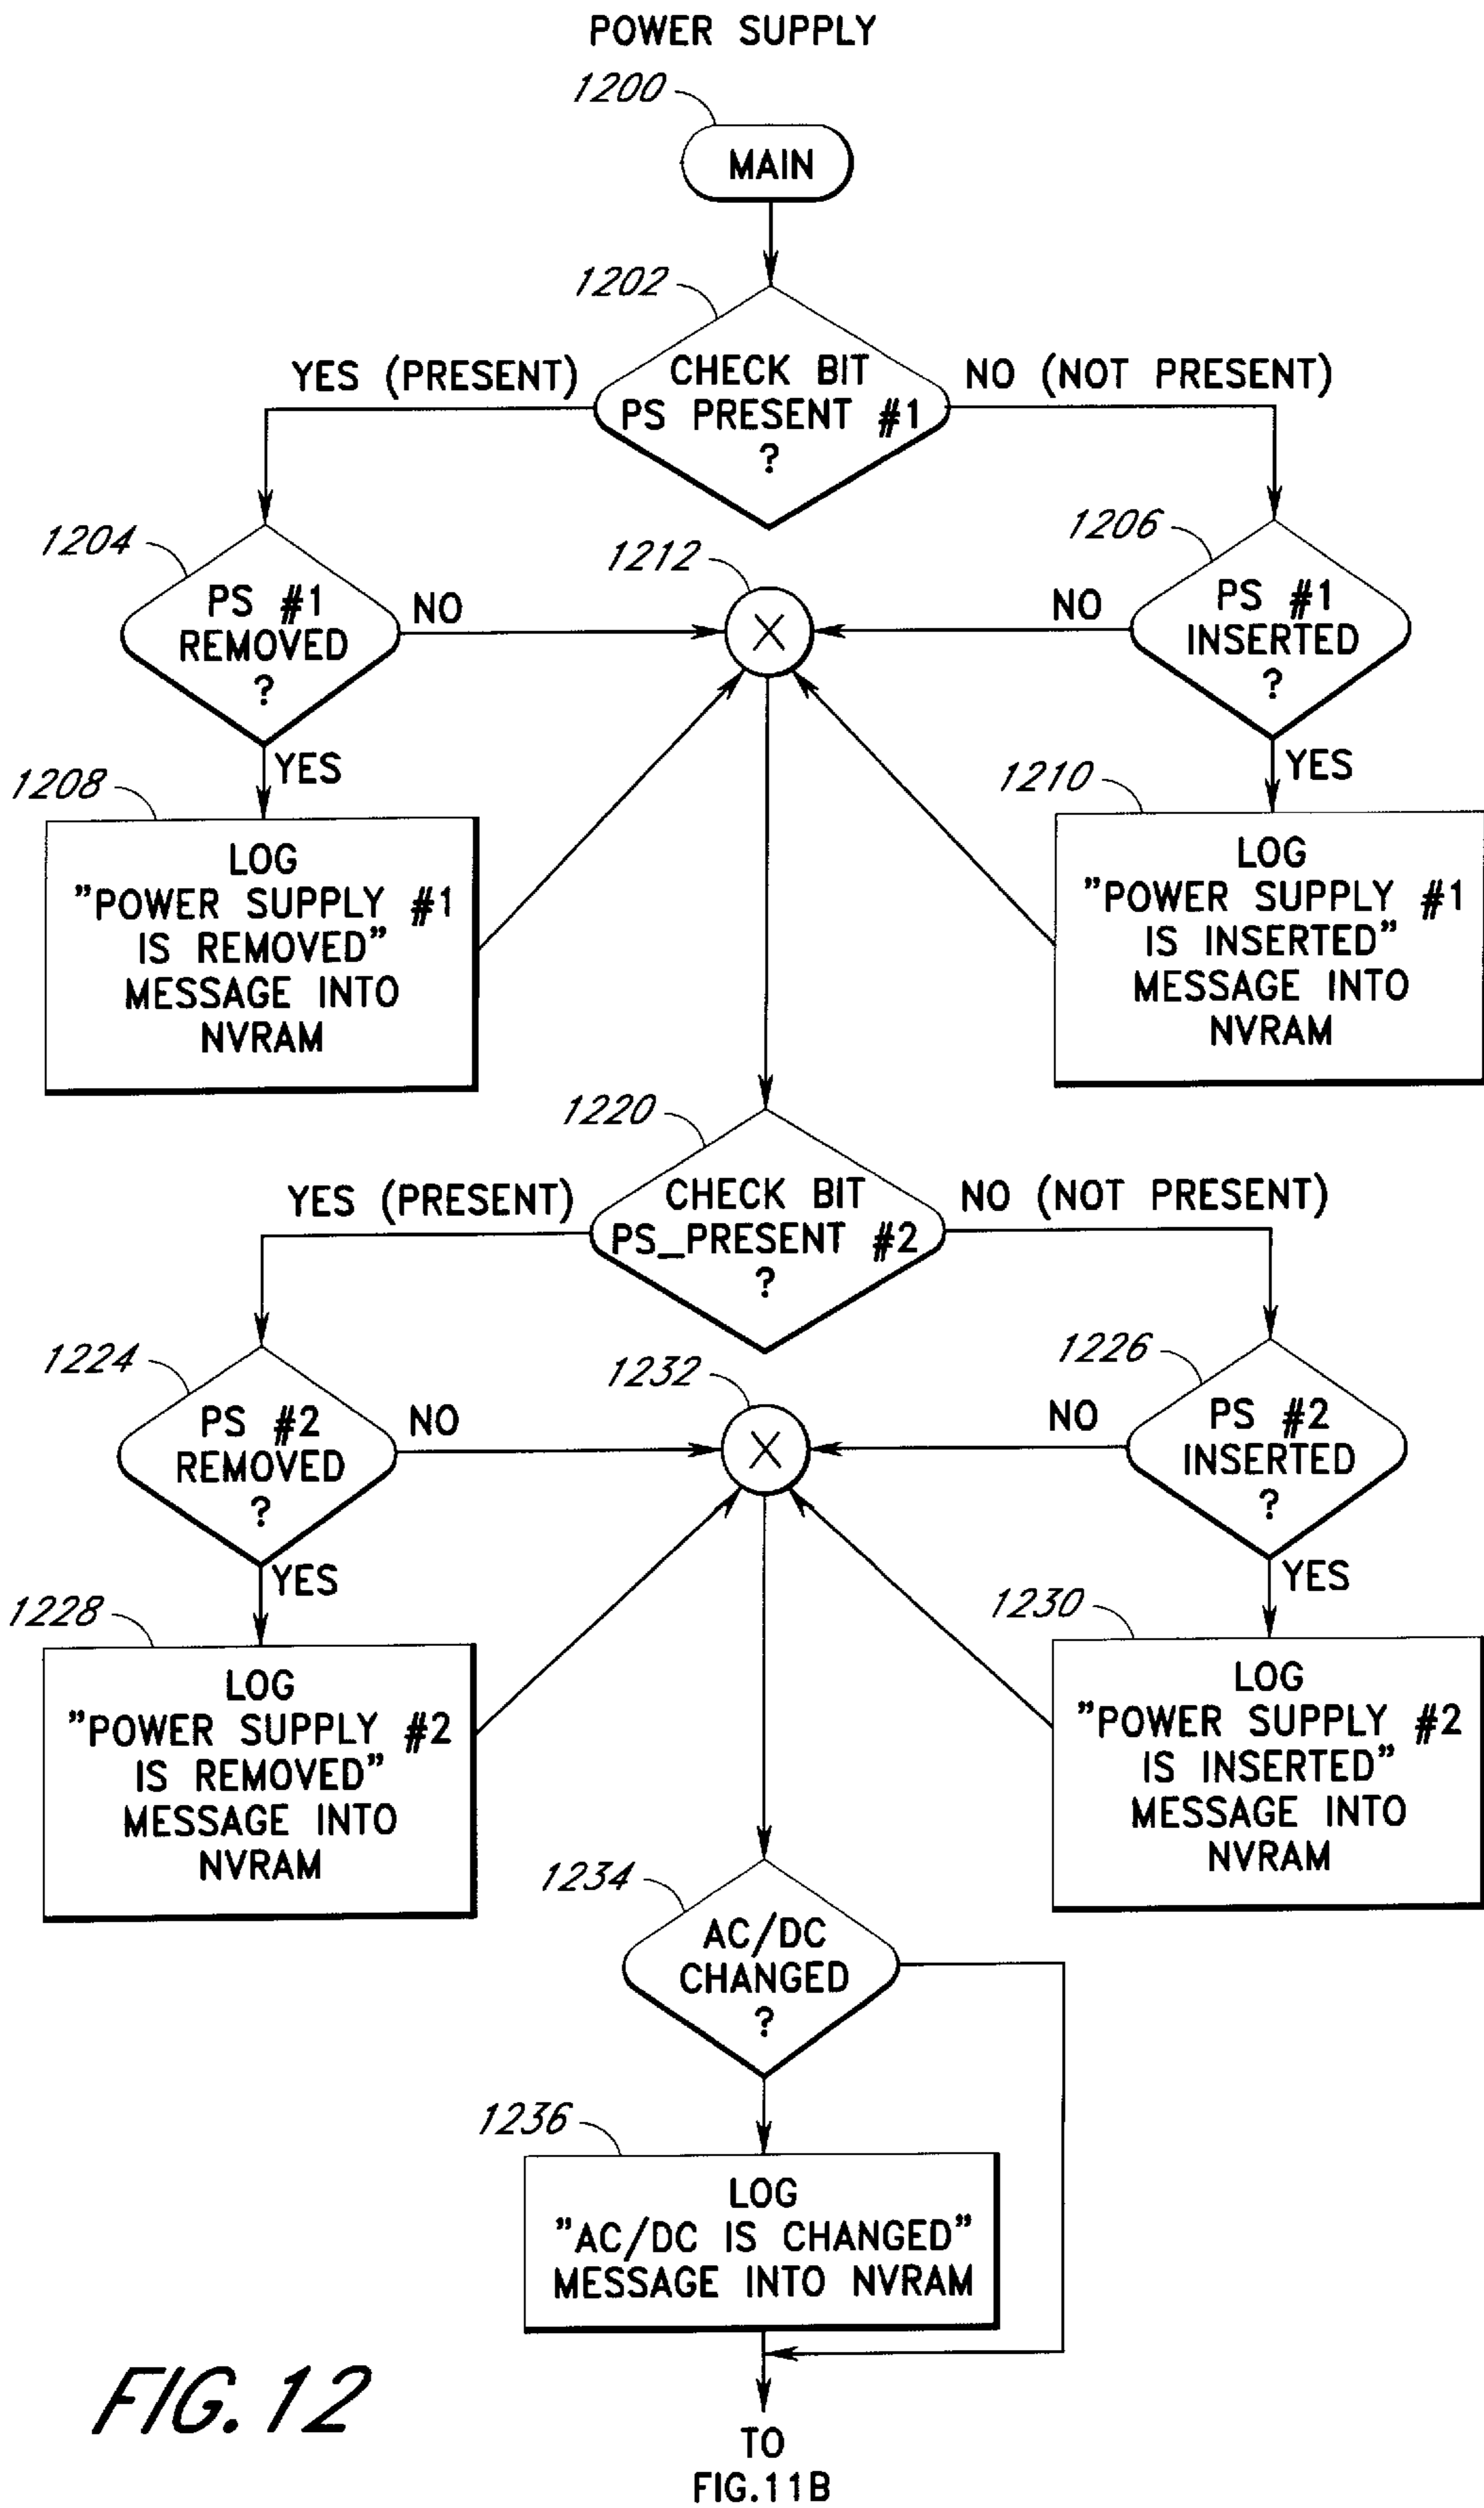 POWER SUPPLY
1200
MAIN
1202
CHECK BIT
PS PRESENT #1
?
YES (PRESENT)
NO (NOT PRESENT)
1204
PS #1
REMOVED
?
NO
YES
1212
X
1206
PS #1
INSERTED
?
NO
YES
1208
LOG
"POWER SUPPLY #1
IS REMOVED"
MESSAGE INTO
NVRAM
1210
LOG
"POWER SUPPLY #1
IS INSERTED"
MESSAGE INTO
NVRAM
1220
CHECK BIT
PS_PRESENT #2
?
YES (PRESENT)
NO (NOT PRESENT)
1224
PS #2
REMOVED
?
NO
YES
1232
X
1226
PS #2
INSERTED
?
NO
YES
1228
LOG
"POWER SUPPLY #2
IS REMOVED"
MESSAGE INTO
NVRAM
1230
LOG
"POWER SUPPLY #2
IS INSERTED"
MESSAGE INTO
NVRAM
1234
AC/DC
CHANGED
?
1236
LOG
"AC/DC IS CHANGED"
MESSAGE INTO NVRAM
TO
FIG.11B
FIG.12